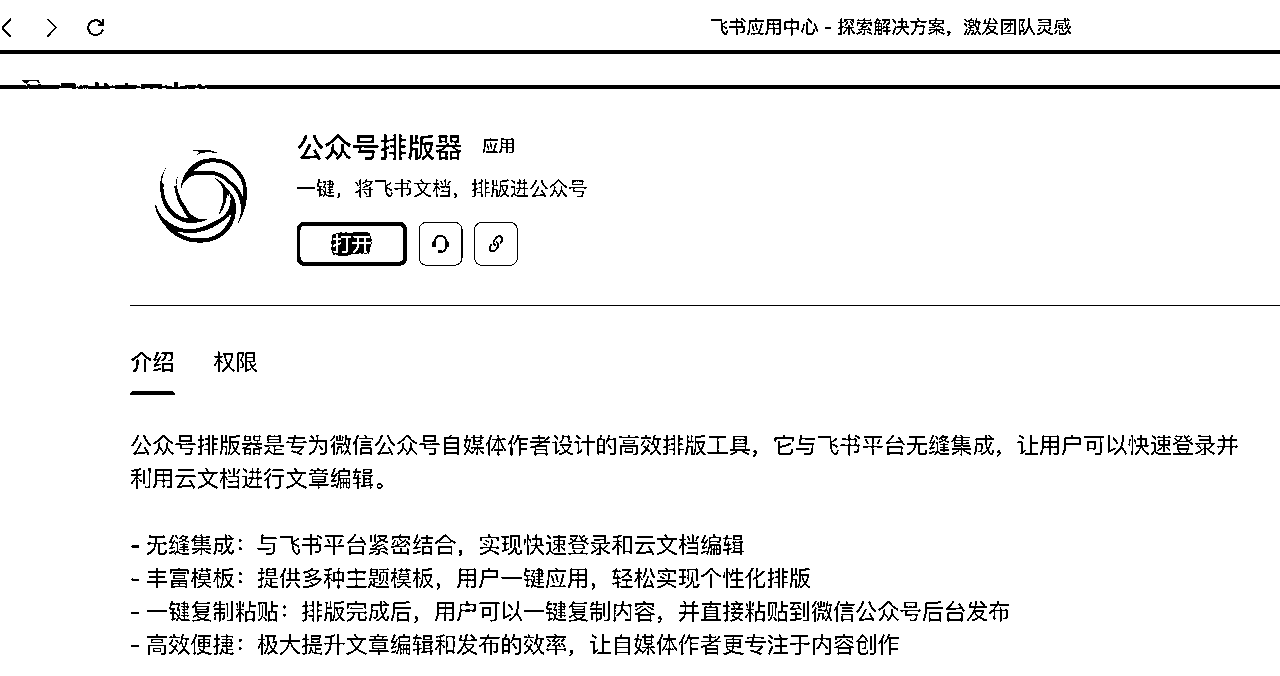 飞书应用中心 - 探索解决方案，激发团队灵感
公众号排版器 应用
一键，将飞书文档，排版进公众号
打开
介绍 权限
公众号排版器是专为微信公众号自媒体作者设计的高效排版工具，它与飞书平台无缝集成，让用户可以快速登录并
利用云文档进行文章编辑。
- 无缝集成：与飞书平台紧密结合，实现快速登录和云文档编辑
- 丰富模板：提供多种主题模板，用户一键应用，轻松实现个性化排版
- 一键复制粘贴：排版完成后，用户可以一键复制内容，并直接粘贴到微信公众号后台发布
- 高效便捷：极大提升文章编辑和发布的效率，让自媒体作者更专注于内容创作